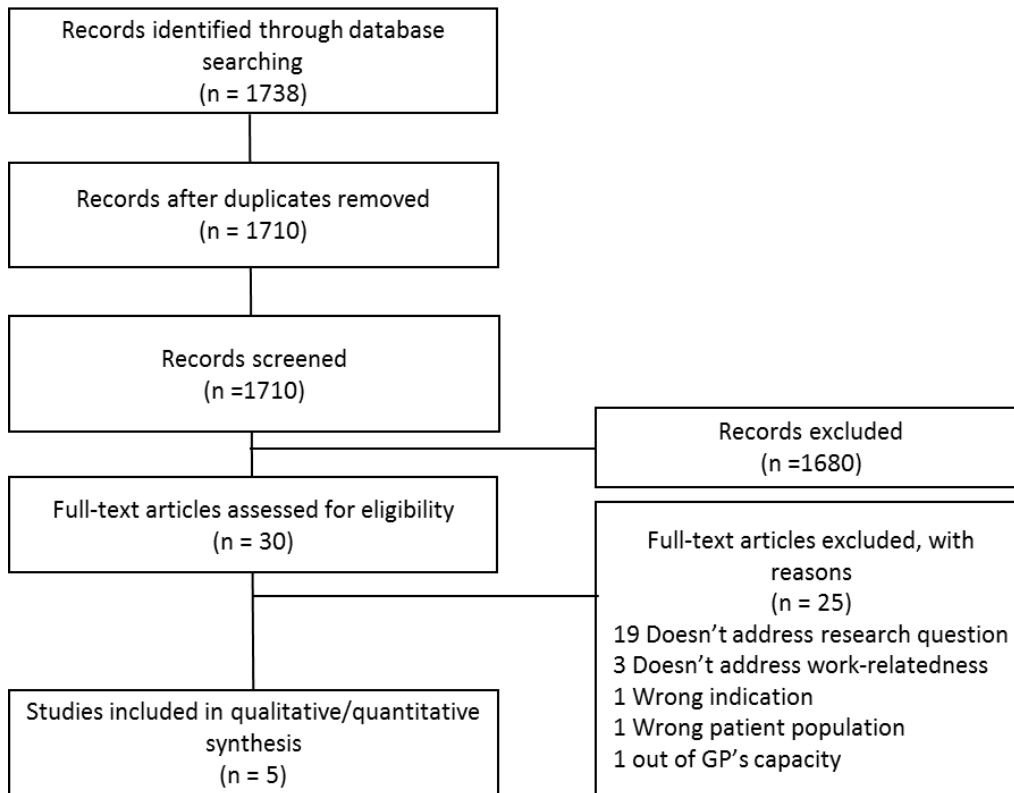 Records identified through database
searching
(n = 1738)
Records after duplicates removed
(n = 1710)
Records screened
(n =1710)
Records excluded
(n =1680)
Full-text articles assessed for eligibility
(n = 30)
Full-text articles excluded, with
reasons
(n = 25)
19 Doesn’t address research question
3 Doesn’t address work-relatedness
1 Wrong indication
1 Wrong patient population
1 out of GP’s capacity
Studies included in qualitative/quantitative
synthesis
(n = 5)